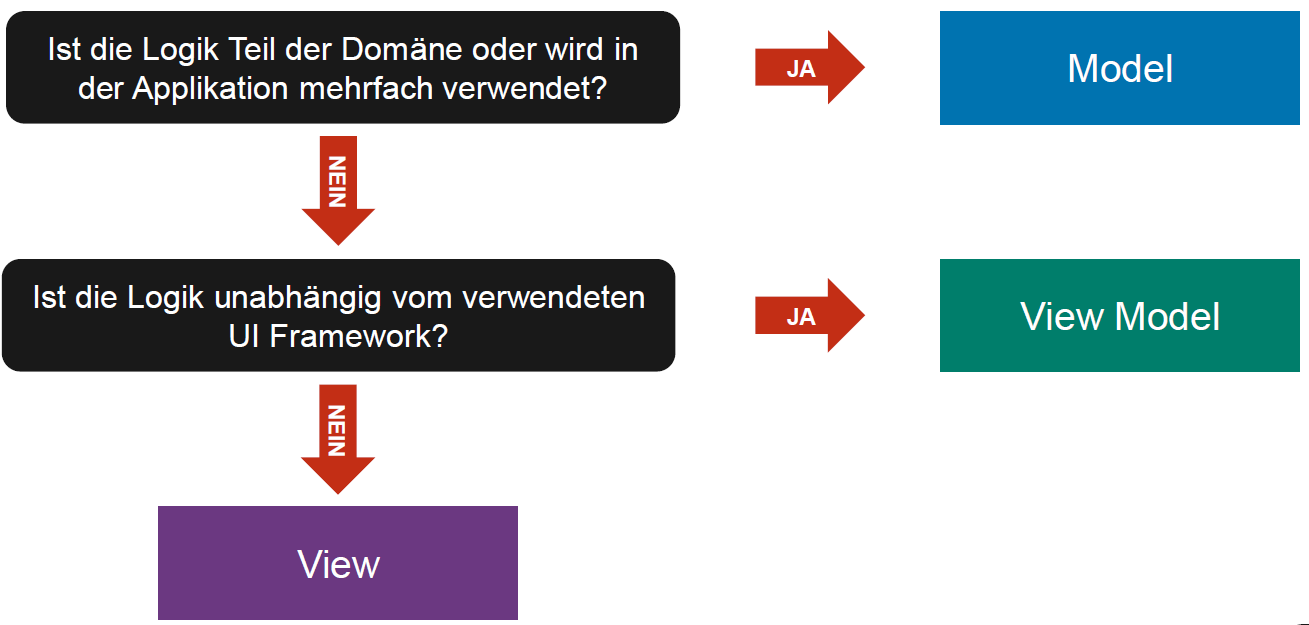 Ist die Logik Teil der Domäne oder wird in
der Applikation mehrfach verwendet?
JA
Model
NEIN
Ist die Logik unabhängig vom verwendeten
UI Framework?
JA
View Model
NEIN
View